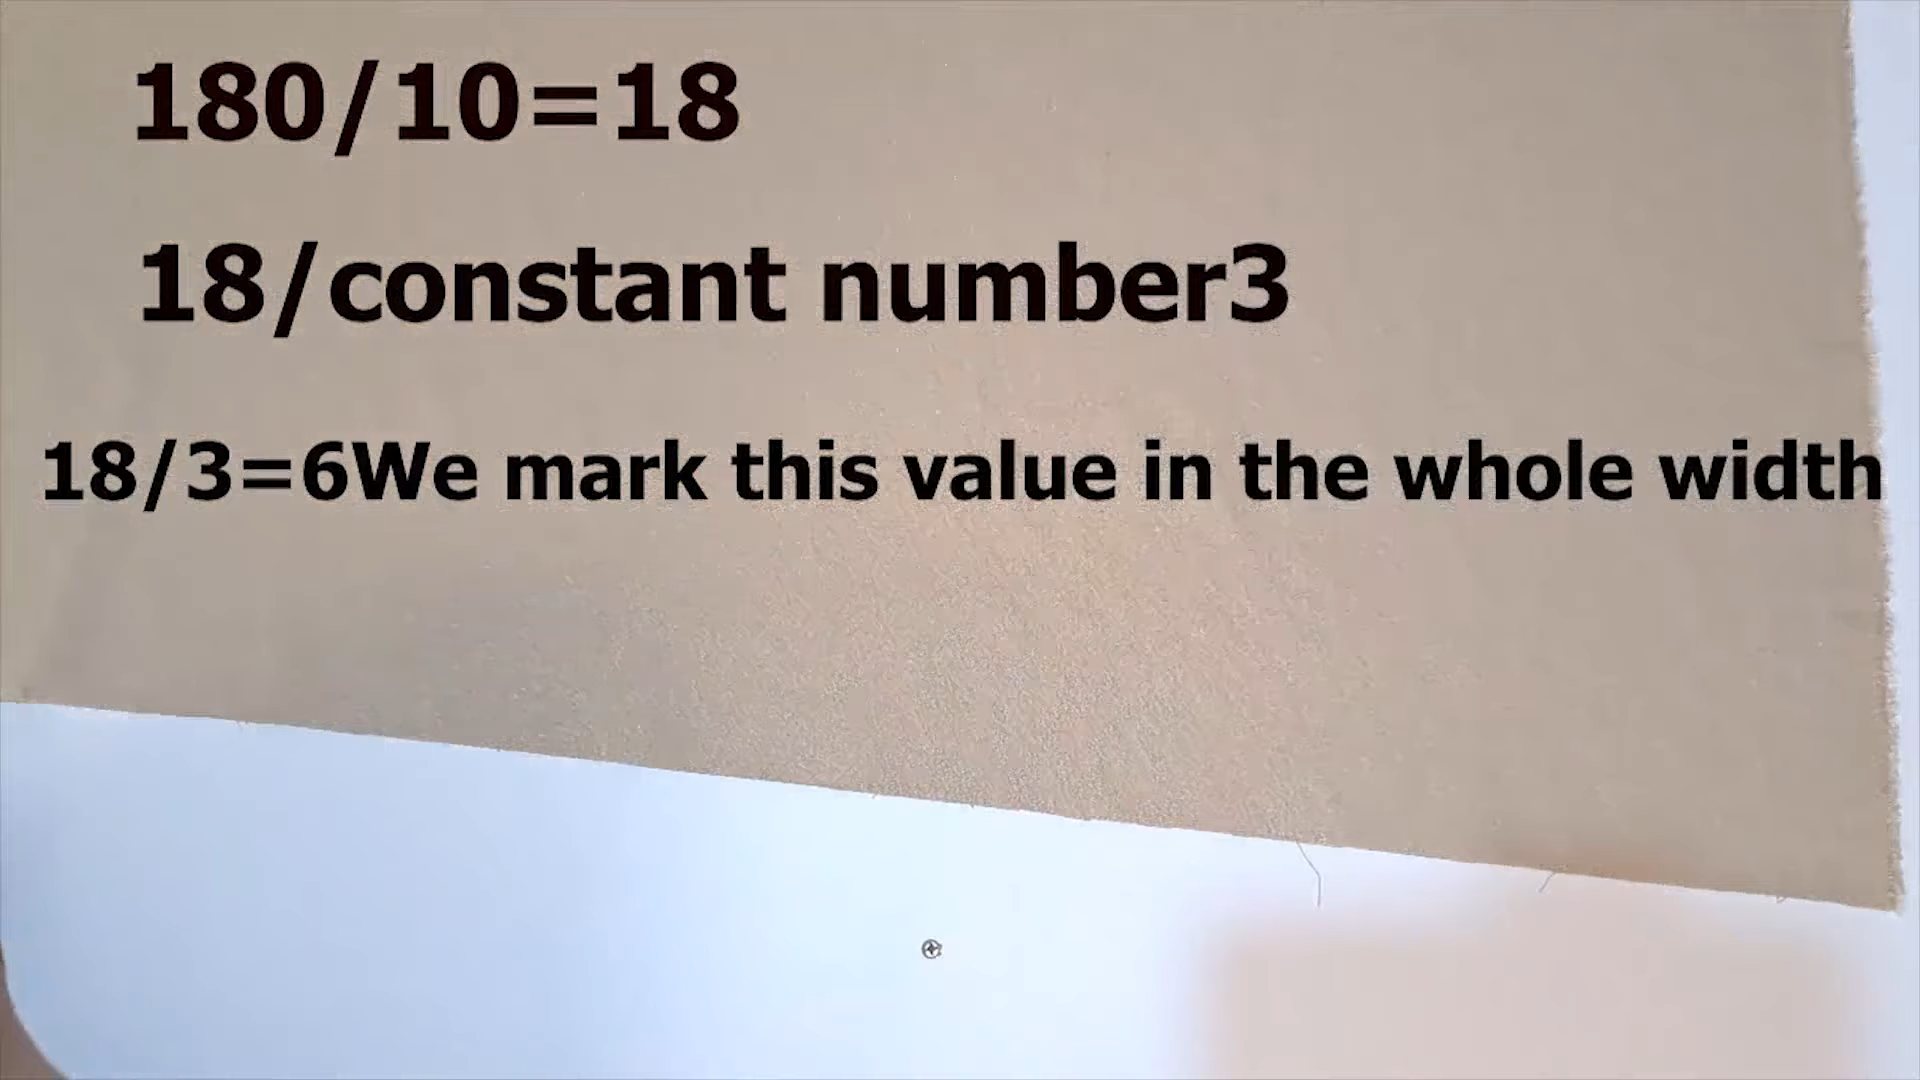 180/10=18
18/constant number3
18/3=6We mark this value in the whole width